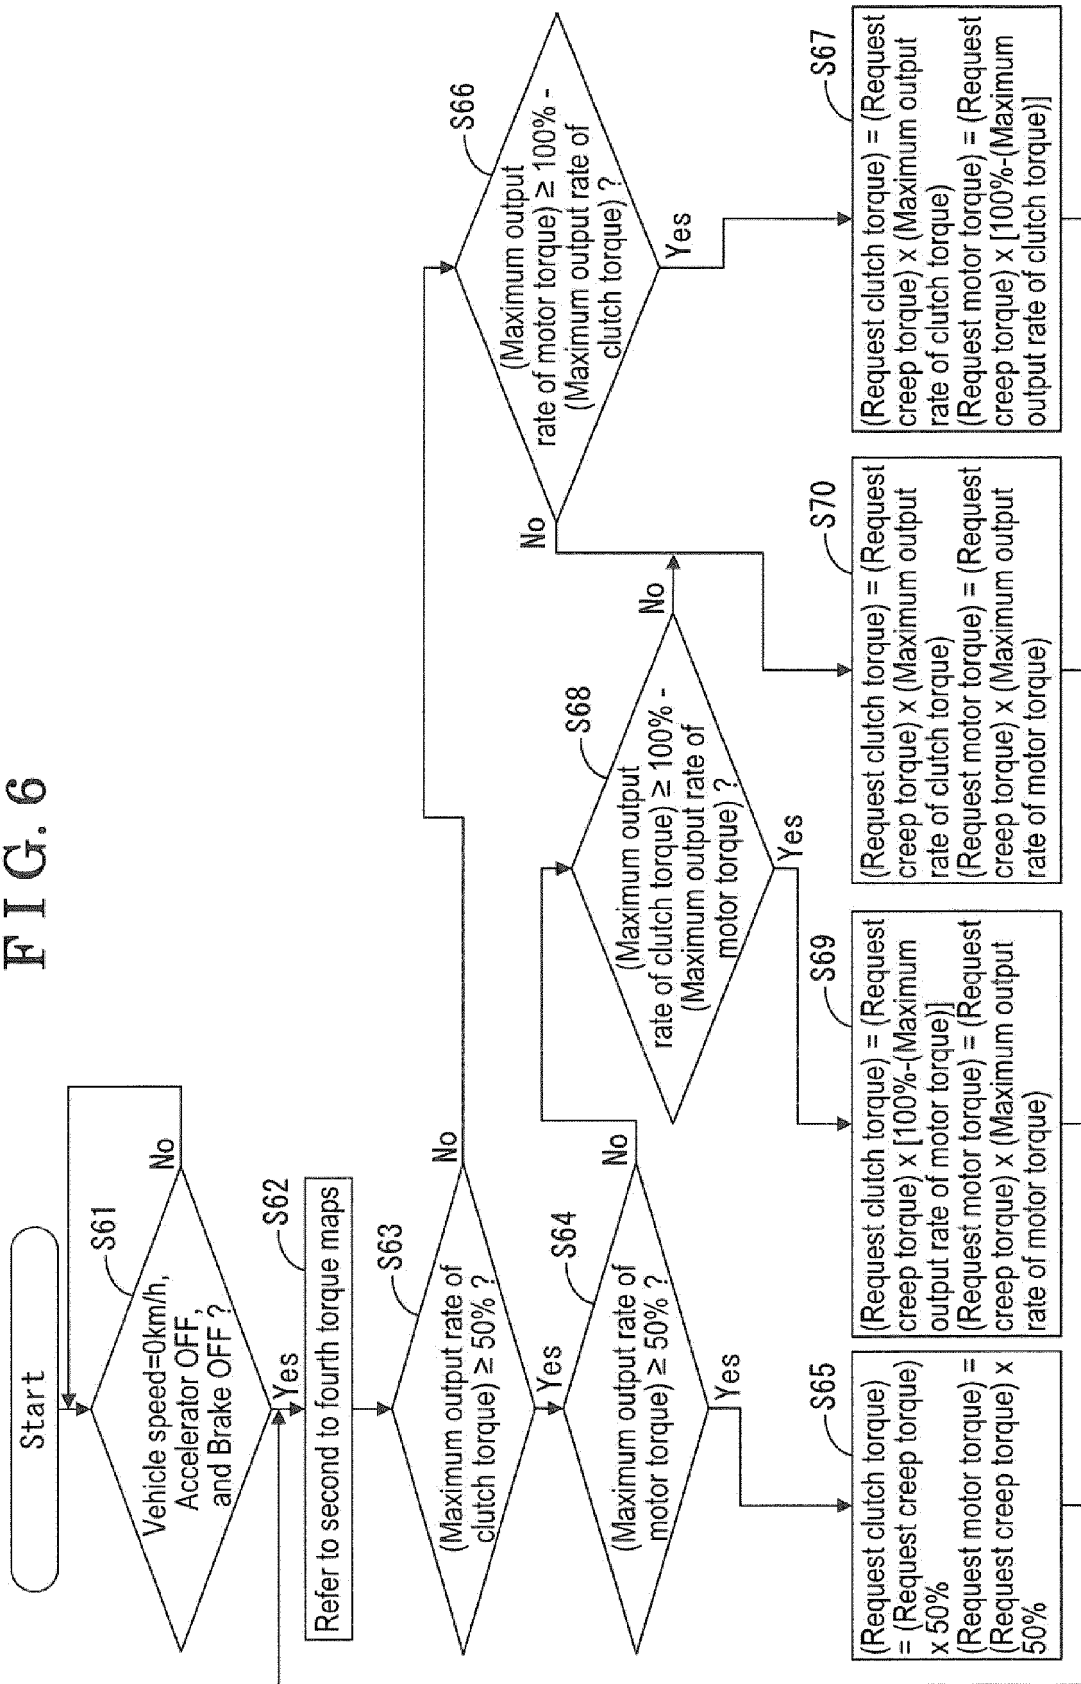 FIG. 6
Start
S61
Vehicle speed=0km/h,
Accelerator OFF,
and Brake OFF ?
No
Yes
S62
Refer to second to fourth torque maps
S63
(Maximum output rate of
clutch torque) ≥ 50% ?
No
Yes
S64
(Maximum output rate of
motor torque) ≥ 50% ?
No
Yes
S65
(Request clutch torque)
= (Request creep torque)
x 50%
(Request motor torque) =
(Request creep torque) x
50%
S66
(Maximum output
rate of motor torque) ≥ 100% -
(Maximum output rate of
clutch torque) ?
No
Yes
S67
(Request clutch torque) = (Request
creep torque) x (Maximum output
rate of clutch torque)
(Request motor torque) = (Request
creep torque) x [100%-(Maximum
output rate of clutch torque)]
S68
(Maximum output
rate of clutch torque) ≥ 100% -
(Maximum output rate of
motor torque) ?
No
Yes
S69
(Request clutch torque) = (Request
creep torque) x [100%-(Maximum
output rate of motor torque)]
(Request motor torque) = (Request
creep torque) x (Maximum output
rate of motor torque)
S70
(Request clutch torque) = (Request
creep torque) x (Maximum output
rate of clutch torque)
(Request motor torque) = (Request
creep torque) x (Maximum output
rate of motor torque)